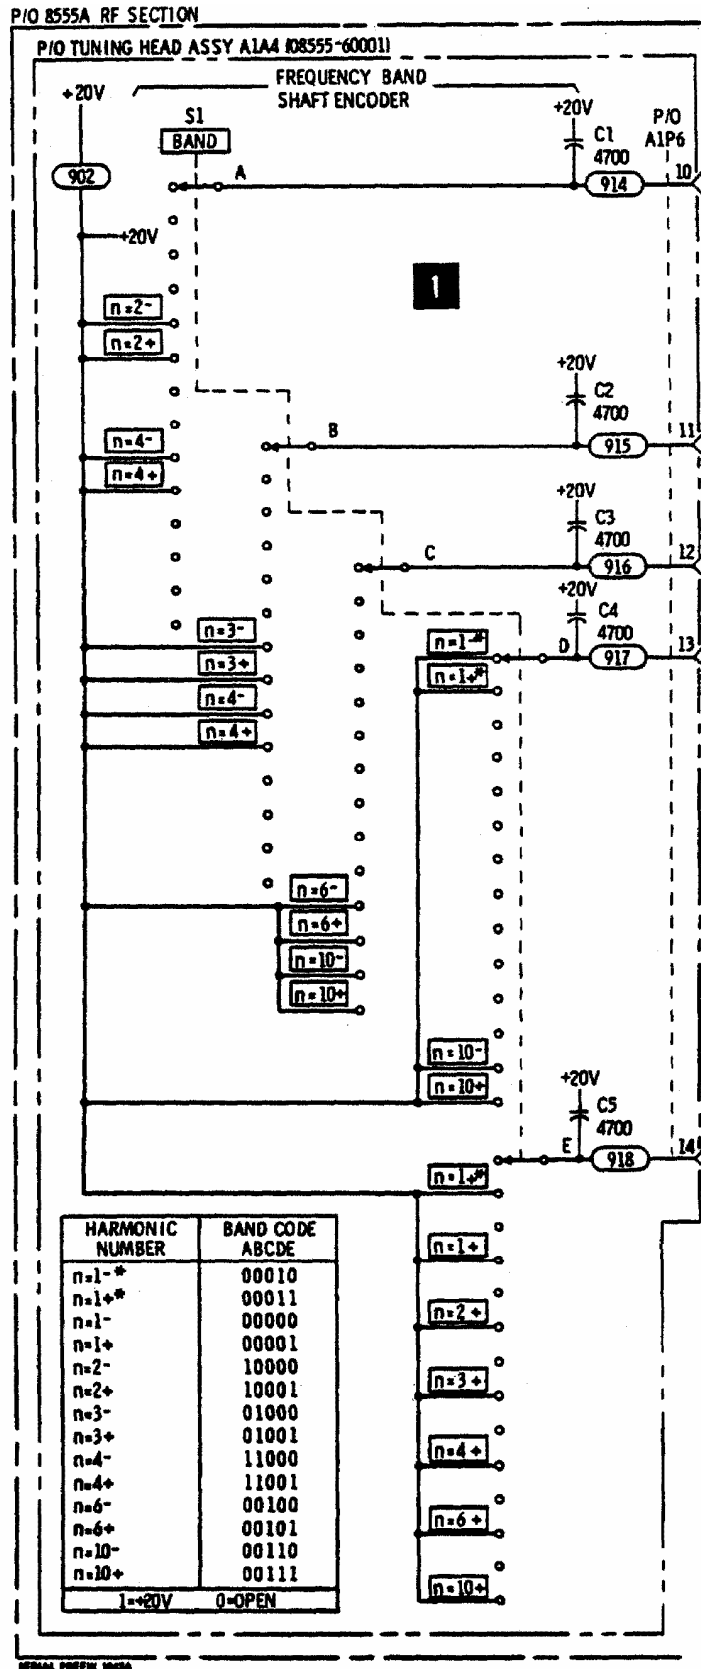 P/O 8555A RF SECTION
P/O TUNING HEAD ASSY A1A4 (08555-60001)
FREQUENCY BAND
SHAFT ENCODER
+20V
S1
BAND
+20V
C1
4700
P/O
A1P6
902
A
914
10
+20V
1
n=2-
n=2+
+20V
C2
4700
n=4-
n=4+
B
915
11
+20V
C3
4700
C
916
12
+20V
C4
4700
n=3-
n=3+
n=4-
n=4+
n=1-*
n=1+*
D
917
13
n=6-
n=6+
n=10-
n=10+
n=10-
n=10+
+20V
C5
4700
E
918
14
n=1+*
n=1+
n=2+
n=3+
n=4+
n=6+
n=10+
HARMONIC NUMBER BAND CODE ABCDE
n=1-* 00010
n=1+* 00011
n=1- 00000
n=1+ 00001
n=2- 10000
n=2+ 10001
n=3- 01000
n=3+ 01001
n=4- 11000
n=4+ 11001
n=6- 00100
n=6+ 00101
n=10- 00110
n=10+ 00111
1=+20V 0=OPEN